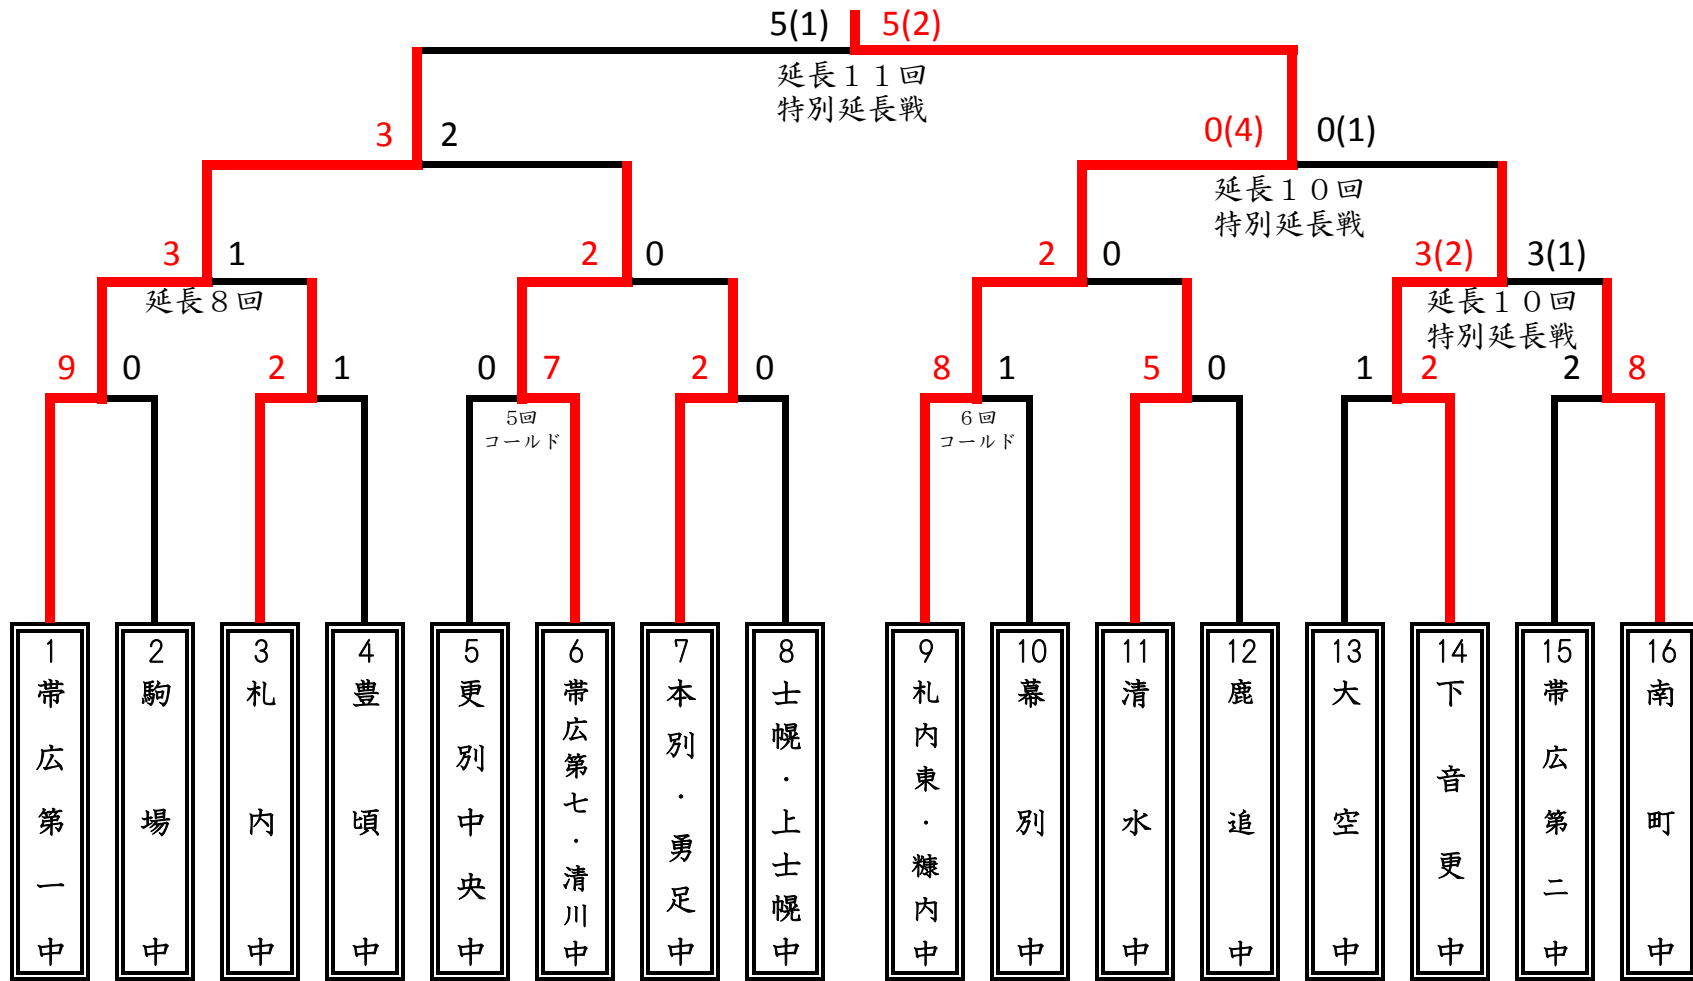 5(1) 5(2)
延長１１回
特別延長戦
3 2
0(4) 0(1)
延長１０回
特別延長戦
3 1
延長８回
2 0
2 0
3(2) 3(1)
延長１０回
特別延長戦
9 0
2 1
0 7
5回
コールド
2 0
8 1
６回
コールド
5 0
1 2
2 8
1 帯広第一中
2 駒場中
3 札内中
4 豊頃中
5 更別中央中
6 帯広第七・清川中
7 本別・勇足中
8 士幌・上士幌中
9 札内東・糠内中
10 幕別中
11 清水中
12 鹿追中
13 大空中
14 下音更中
15 帯広第二中
16 南町中